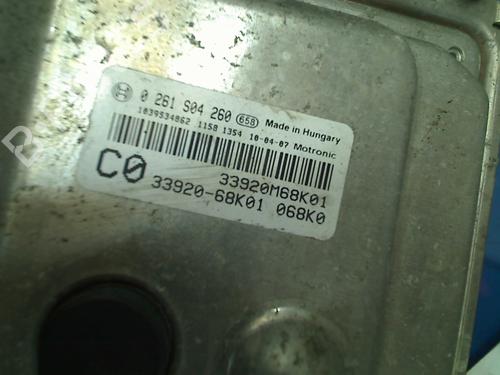 0 261 S04 260 658 Made in Hungary
1039S34862 1158 1354 10-04-07 Motronic
33920M68K01
C0 33920-68K01 068K0
B